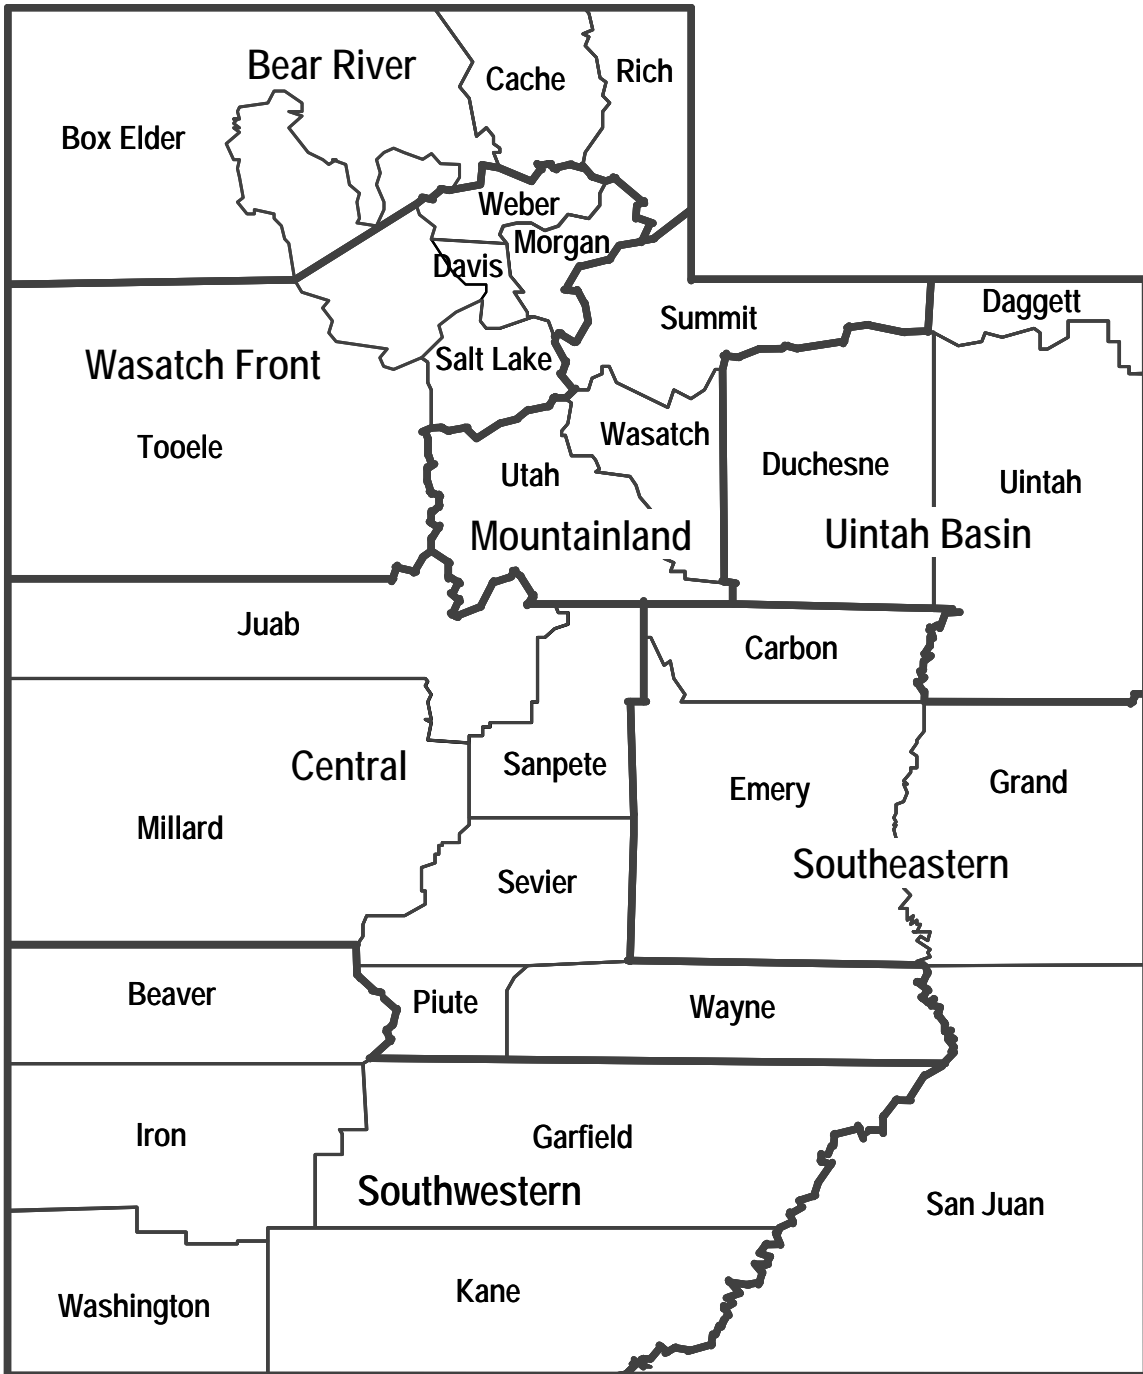 Bear River
Cache
Rich
Box Elder
Weber
Morgan
Davis
Daggett
Summit
Wasatch Front
Salt Lake
Tooele
Wasatch
Utah
Duchesne
Uintah
Mountainland
Uintah Basin
Juab
Carbon
Central
Sanpete
Emery
Grand
Millard
Southeastern
Sevier
Beaver
Piute
Wayne
Iron
Garfield
Southwestern
San Juan
Washington
Kane